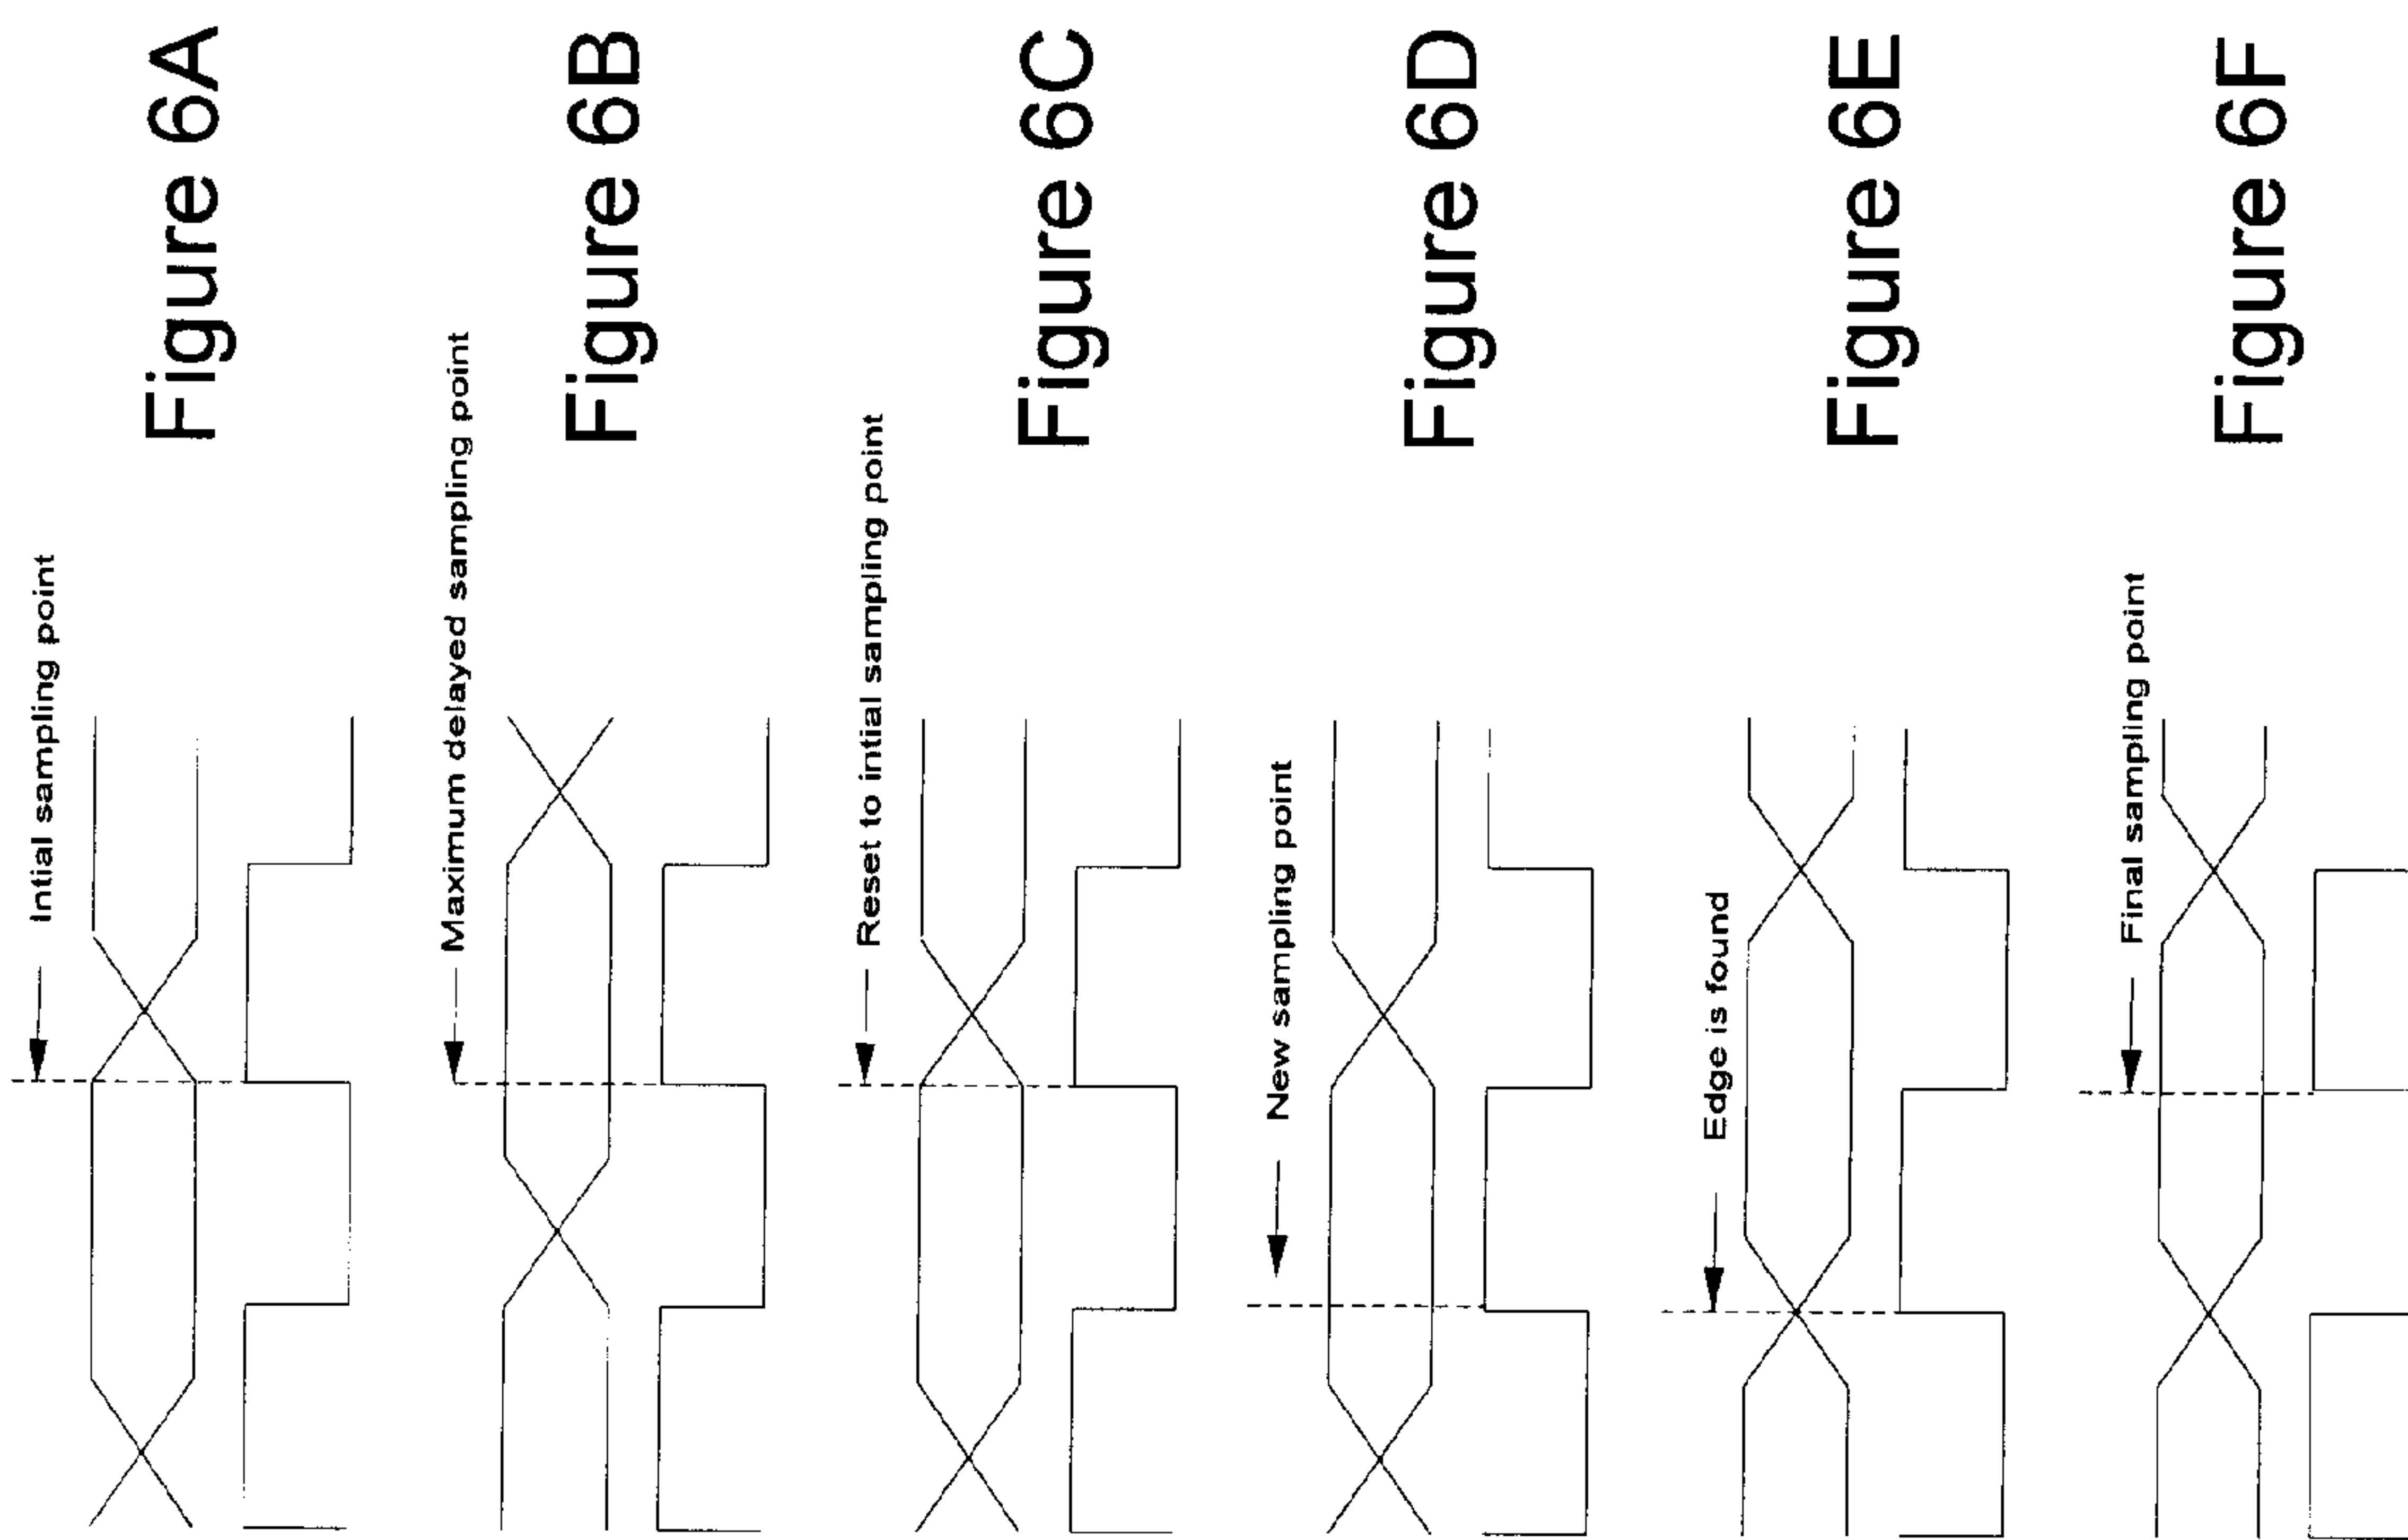 Intial sampling point
Figure 6A
Maximum delayed sampling point
Figure 6B
Reset to intial sampling point
Figure 6C
New sampling point
Figure 6D
Edge is found
Figure 6E
Final sampling point
Figure 6F